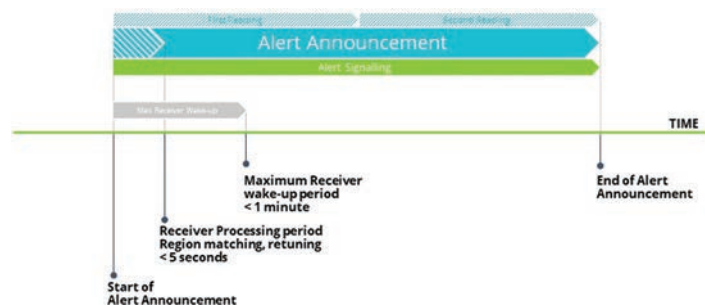 First Reading
Second Reading
Alert Announcement
Alert Signalling
Max Receiver Wake-up
TIME
Maximum Receiver
wake-up period
< 1 minute
End of Alert
Announcement
Receiver Processing period
Region matching, retuning
< 5 seconds
Start of
Alert Announcement